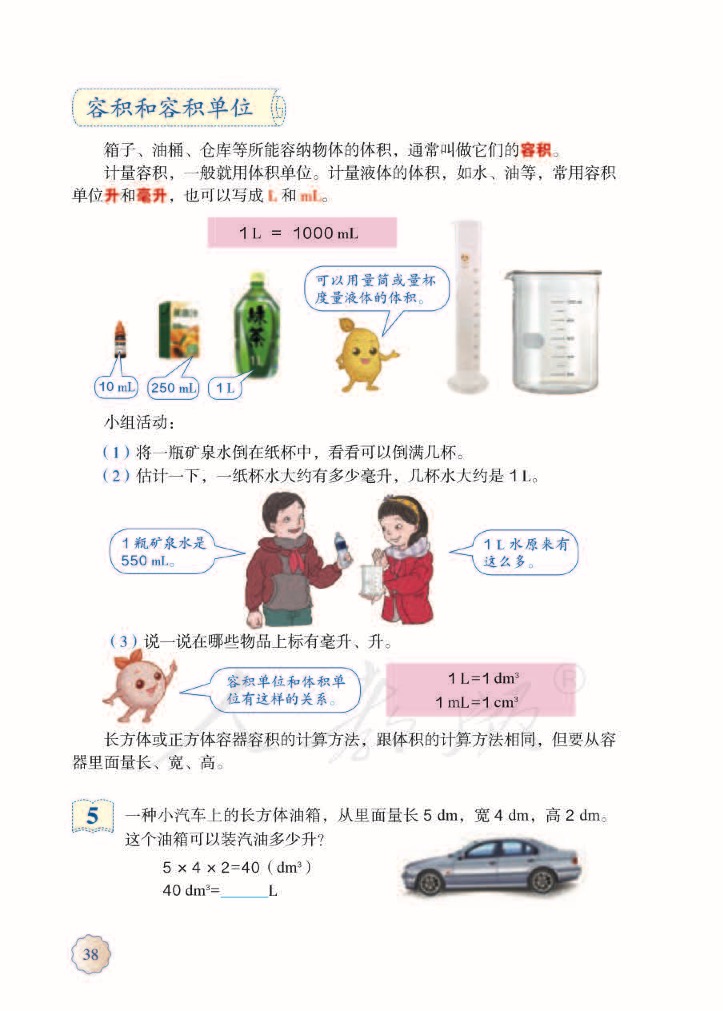 容积和容积单位
箱子、油桶、仓库等所能容纳物体的体积，通常叫做它们的容积。
计量容积，一般就用体积单位。计量液体的体积，如水、油等，常用容积
单位升和毫升，也可以写成 L 和 mL。
1 L = 1000 mL
可以用量筒或量杯
度量液体的体积。
绿茶
1L
10 mL
250 mL
1 L
小组活动：
（1）将一瓶矿泉水倒在纸杯中，看看可以倒满几杯。
（2）估计一下，一纸杯水大约有多少毫升，几杯水大约是 1 L。
1 瓶矿泉水是
550 mL。
1 L 水原来有
这么多。
（3）说一说在哪些物品上标有毫升、升。
容积单位和体积单
位有这样的关系。
1 L=1 dm³
1 mL=1 cm³
长方体或正方体容器容积的计算方法，跟体积的计算方法相同，但要从容
器里面量长、宽、高。
5 一种小汽车上的长方体油箱，从里面量长 5 dm，宽 4 dm，高 2 dm。
这个油箱可以装汽油多少升？
5 × 4 × 2=40（dm³）
40 dm³=______L
38